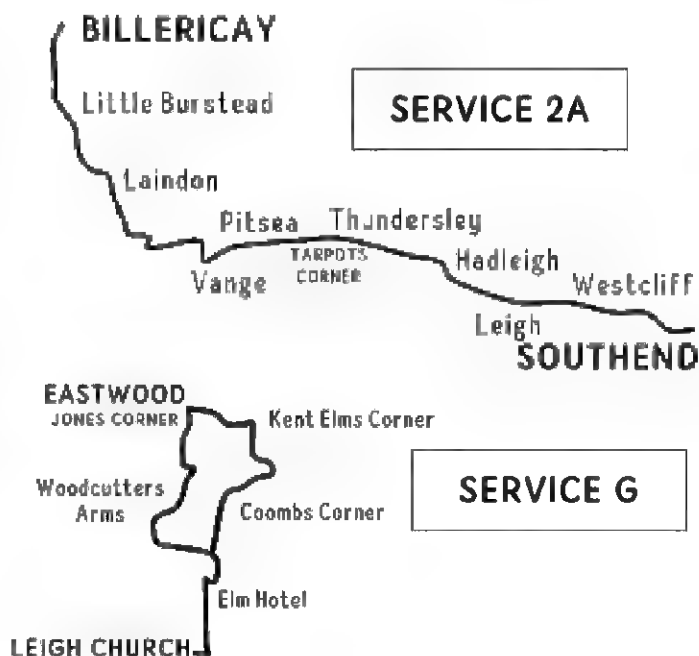 BILLERICAY
Little Burstead
SERVICE 2A
Laindon
Pitsea
Thundersley
TARPOTS
CORNER
Vange
Hadleigh
Westcliff
Leigh
SOUTHEND
EASTWOOD
JONES CORNER
Kent Elms Corner
Woodcutters
Arms
SERVICE G
Coombs Corner
Elm Hotel
LEIGH CHURCH